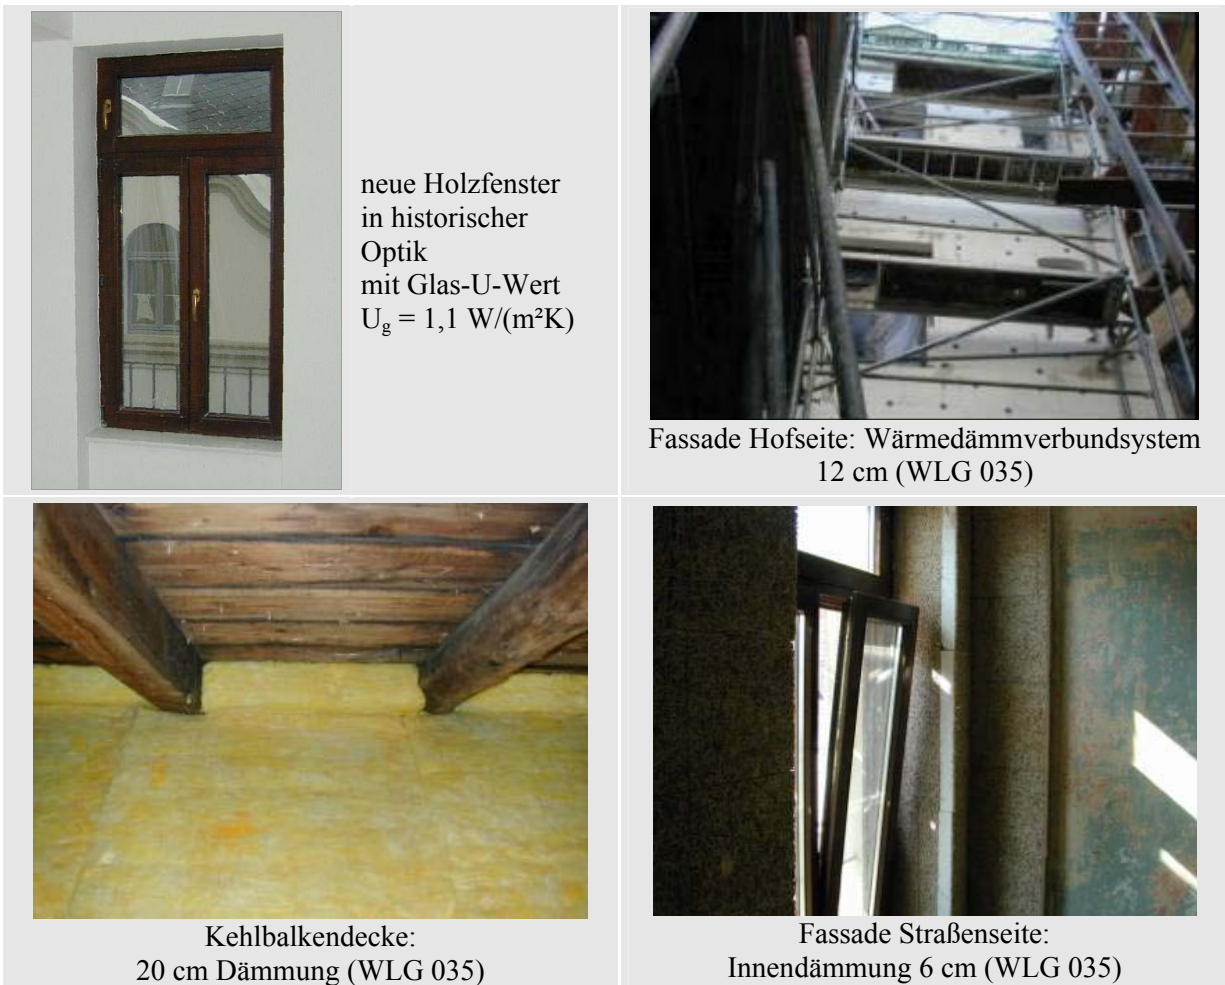 neue Holzfenster
in historischer
Optik
mit Glas-U-Wert
U₉ = 1,1 W/(m²K)
Fassade Hofseite: Wärmedämmverbundsystem
12 cm (WLG 035)
Kehlbalkendecke:
20 cm Dämmung (WLG 035)
Fassade Straßenseite:
Innendämmung 6 cm (WLG 035)